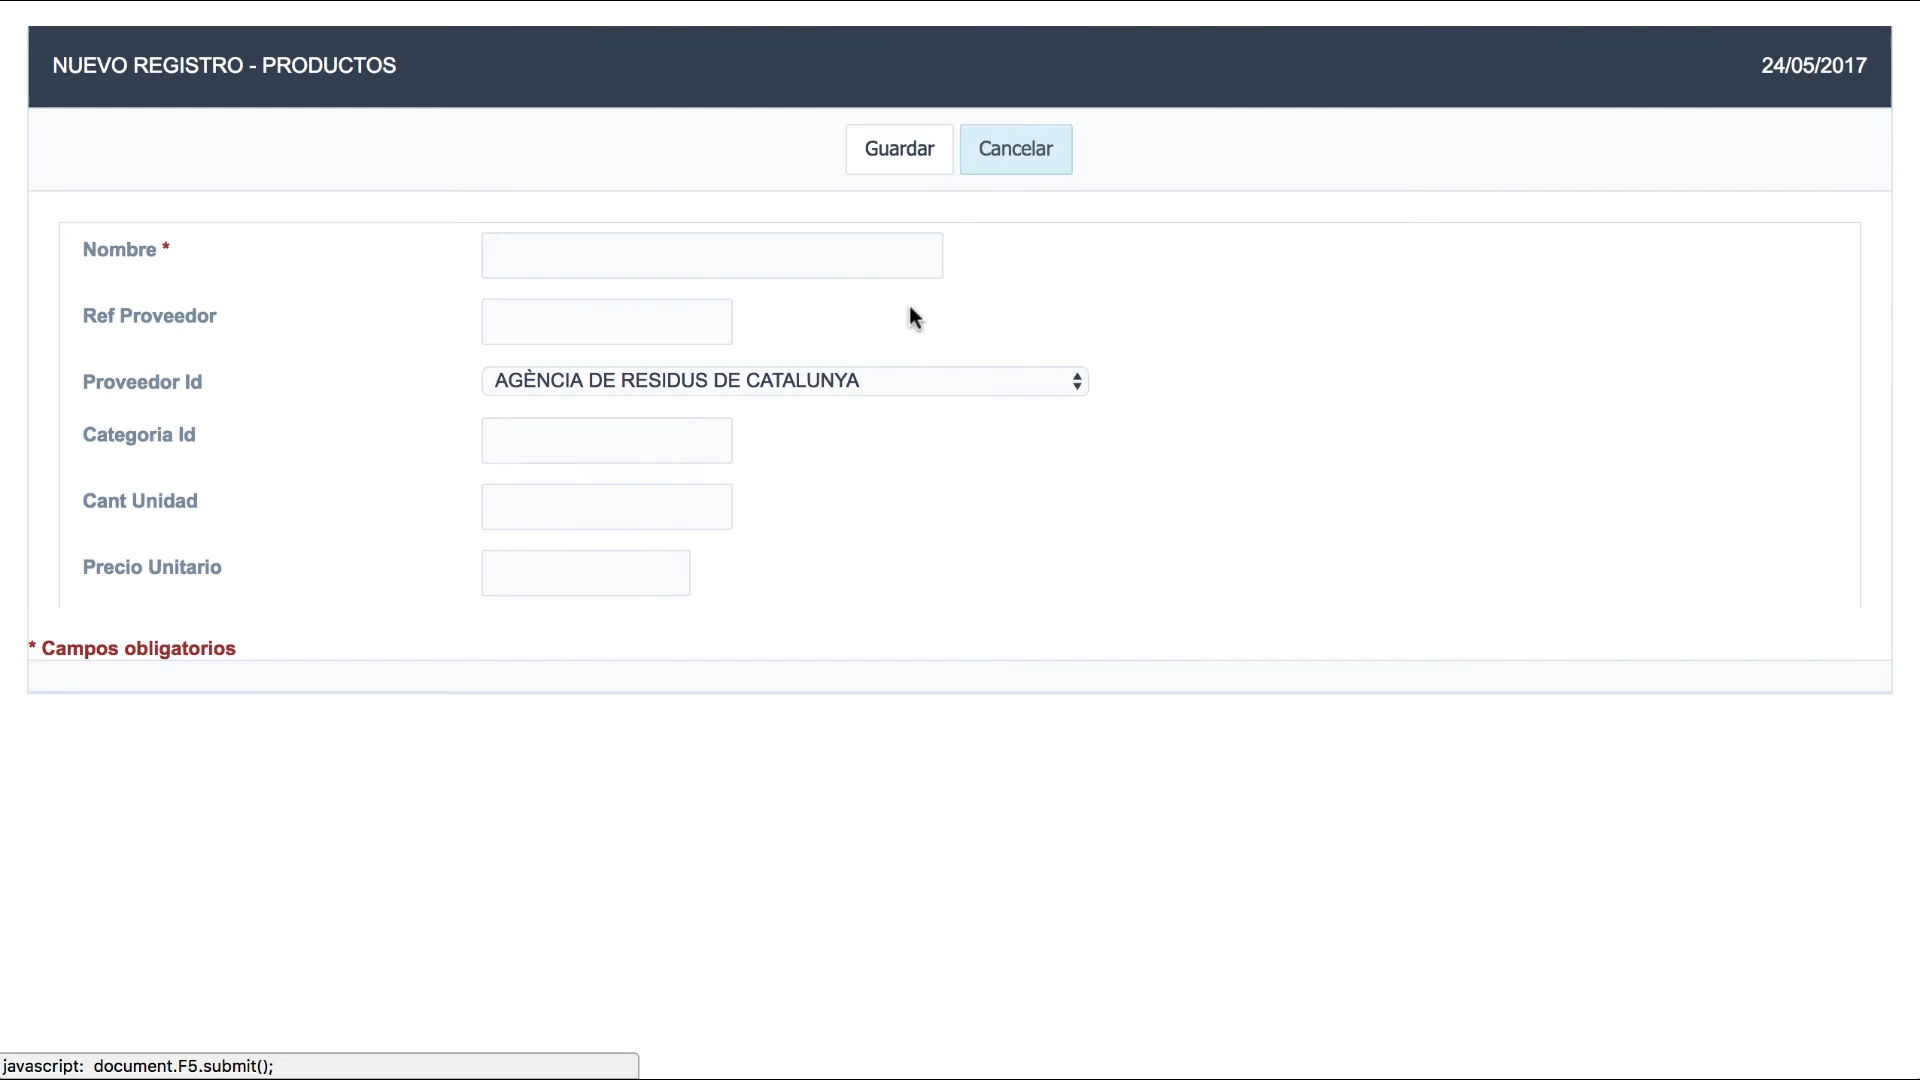 NUEVO REGISTRO - PRODUCTOS 24/05/2017
Guardar Cancelar
Nombre *
Ref Proveedor
Proveedor Id AGÈNCIA DE RESIDUS DE CATALUNYA
Categoria Id
Cant Unidad
Precio Unitario
* Campos obligatorios
javascript: document.F5.submit();